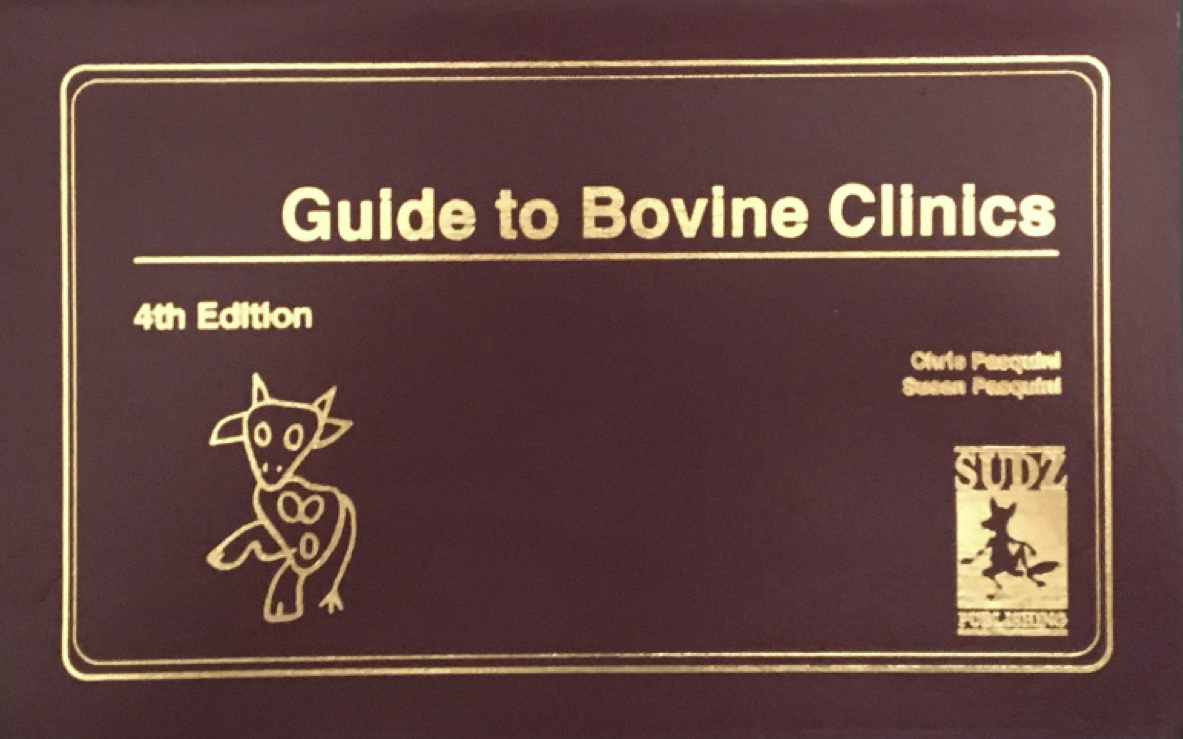 Guide to Bovine Clinics
4th Edition
Chris Pasquini
Susan Pasquini
SUDZ
PUBLISHING